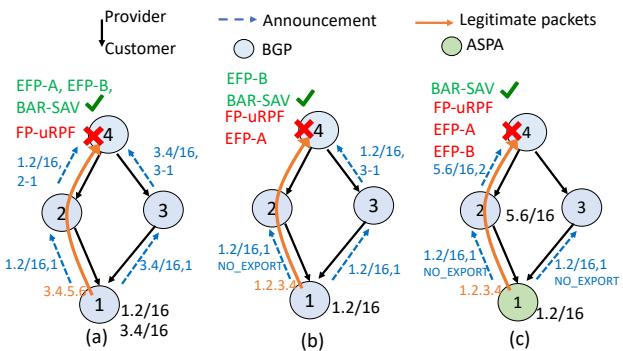 Provider
Customer
Announcement
BGP
Legitimate packets
ASPA
EFP-A, EFP-B,
BAR-SAV
FP-uRPF
4
1.2/16,
2-1
3.4/16,
3-1
2
3
1.2/16,1
3.4/16,1
3.4.5.6
1
1.2/16
3.4/16
(a)
EFP-B
BAR-SAV
FP-uRPF
EFP-A
4
1.2/16,
3-1
2
3
1.2/16,1
NO_EXPORT
1.2/16,1
1.2.3.4
1
1.2/16
(b)
BAR-SAV
FP-uRPF
EFP-A
EFP-B
4
5.6/16,2
2
5.6/16
3
1.2/16,1
NO_EXPORT
1.2/16,1
NO_EXPORT
1.2.3.4
1
1.2/16
(c)